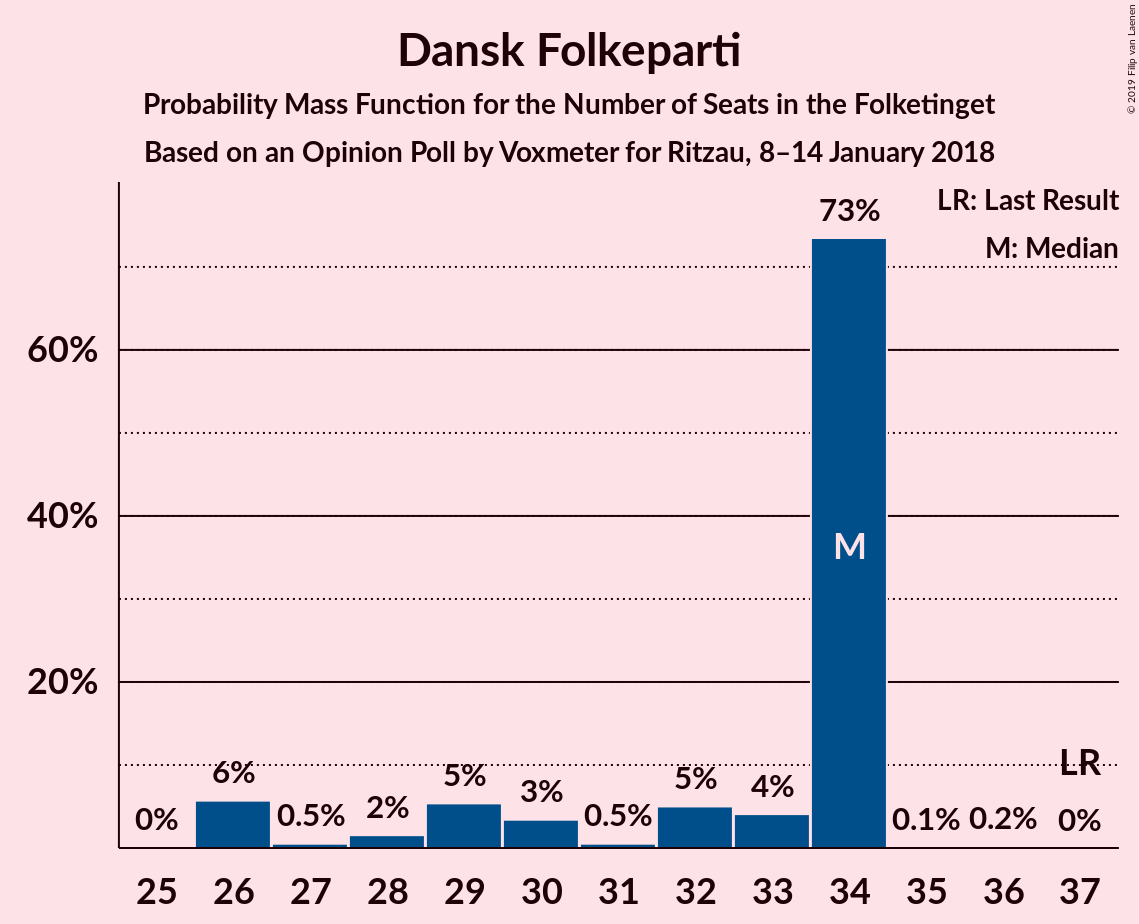 Dansk Folkeparti
Probability Mass Function for the Number of Seats in the Folketinget
Based on an Opinion Poll by Voxmeter for Ritzau, 8–14 January 2018
© 2019 Filip van Laenen
LR: Last Result
M: Median
60%
40%
20%
0%
6%
0.5%
2%
5%
3%
0.5%
5%
4%
73%
M
0.1%
0.2%
0%
LR
25 26 27 28 29 30 31 32 33 34 35 36 37